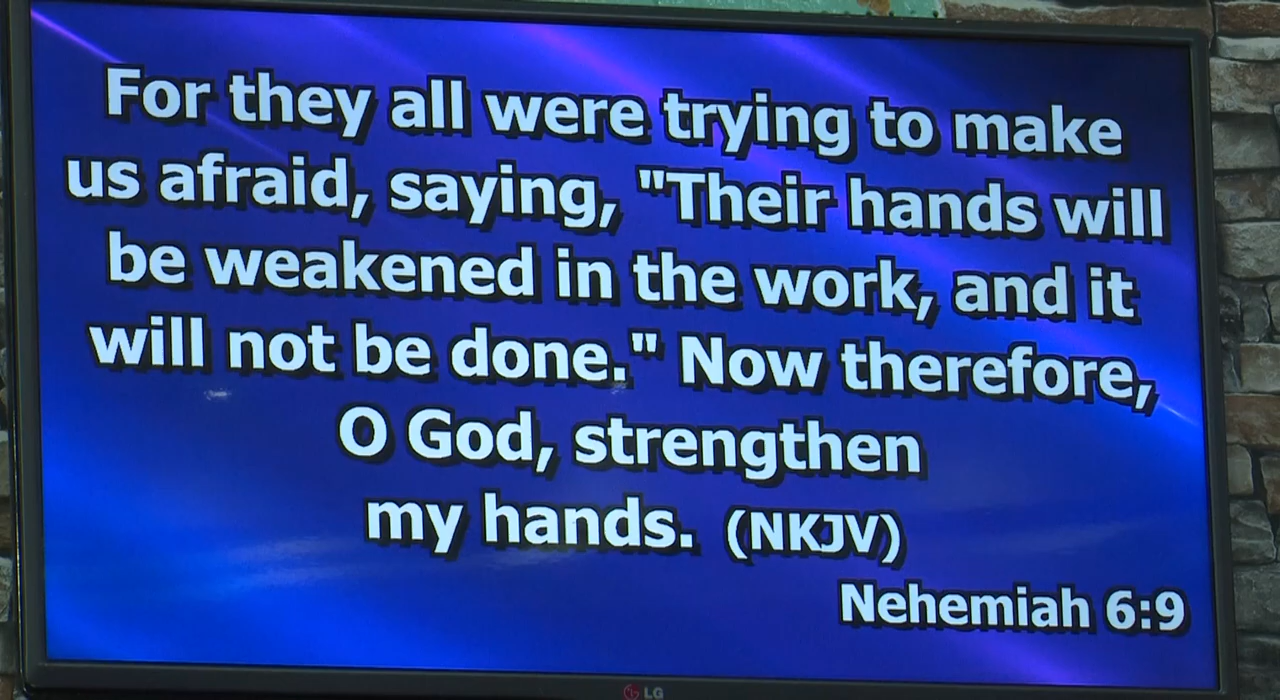 For they all were trying to make
us afraid, saying, "Their hands will
be weakened in the work, and it
will not be done." Now therefore,
O God, strengthen
my hands. (NKJV)
Nehemiah 6:9
LG